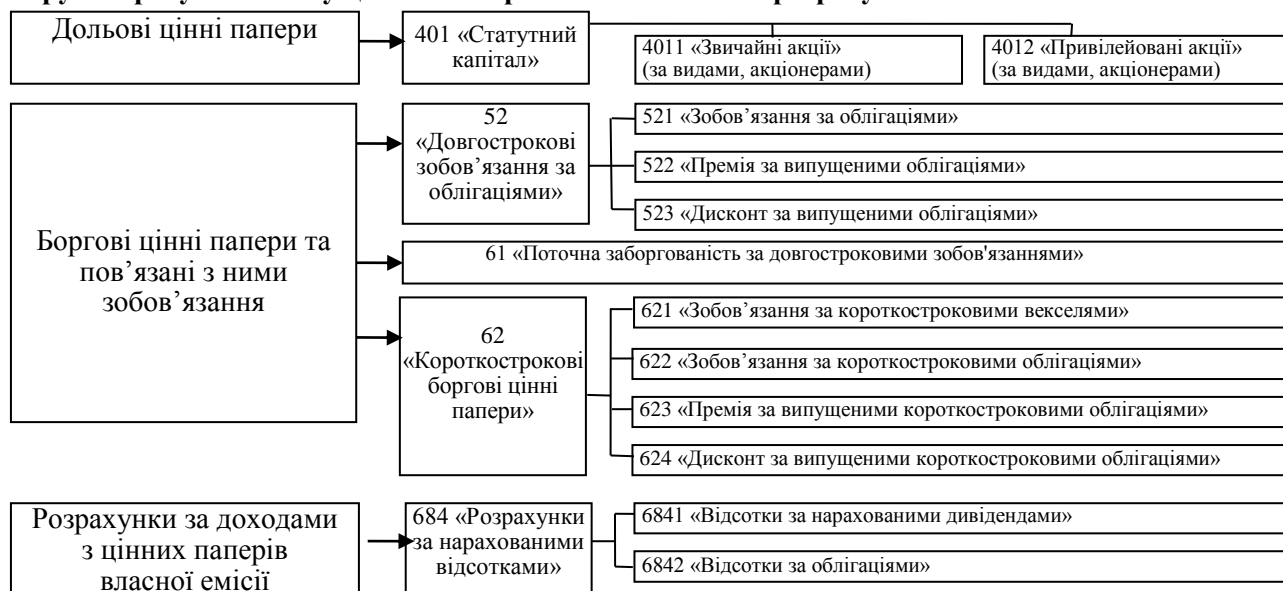 Дольові цінні папери
401 «Статутний
капітал»
4011 «Звичайні акції»
(за видами, акціонерами)
4012 «Привілейовані акції»
(за видами, акціонерами)
Боргові цінні папери та
пов’язані з ними
зобов’язання
52
«Довгострокові
зобов’язання за
облігаціями»
521 «Зобов’язання за облігаціями»
522 «Премія за випущеними облігаціями»
523 «Дисконт за випущеними облігаціями»
61 «Поточна заборгованість за довгостроковими зобов'язаннями»
62
«Короткострокові
боргові цінні
папери»
621 «Зобов’язання за короткостроковими векселями»
622 «Зобов’язання за короткостроковими облігаціями»
623 «Премія за випущеними короткостроковими облігаціями»
624 «Дисконт за випущеними короткостроковими облігаціями»
Розрахунки за доходами
з цінних паперів
власної емісії
684 «Розрахунки
за нарахованими
відсотками»
6841 «Відсотки за нарахованими дивідендами»
6842 «Відсотки за облігаціями»